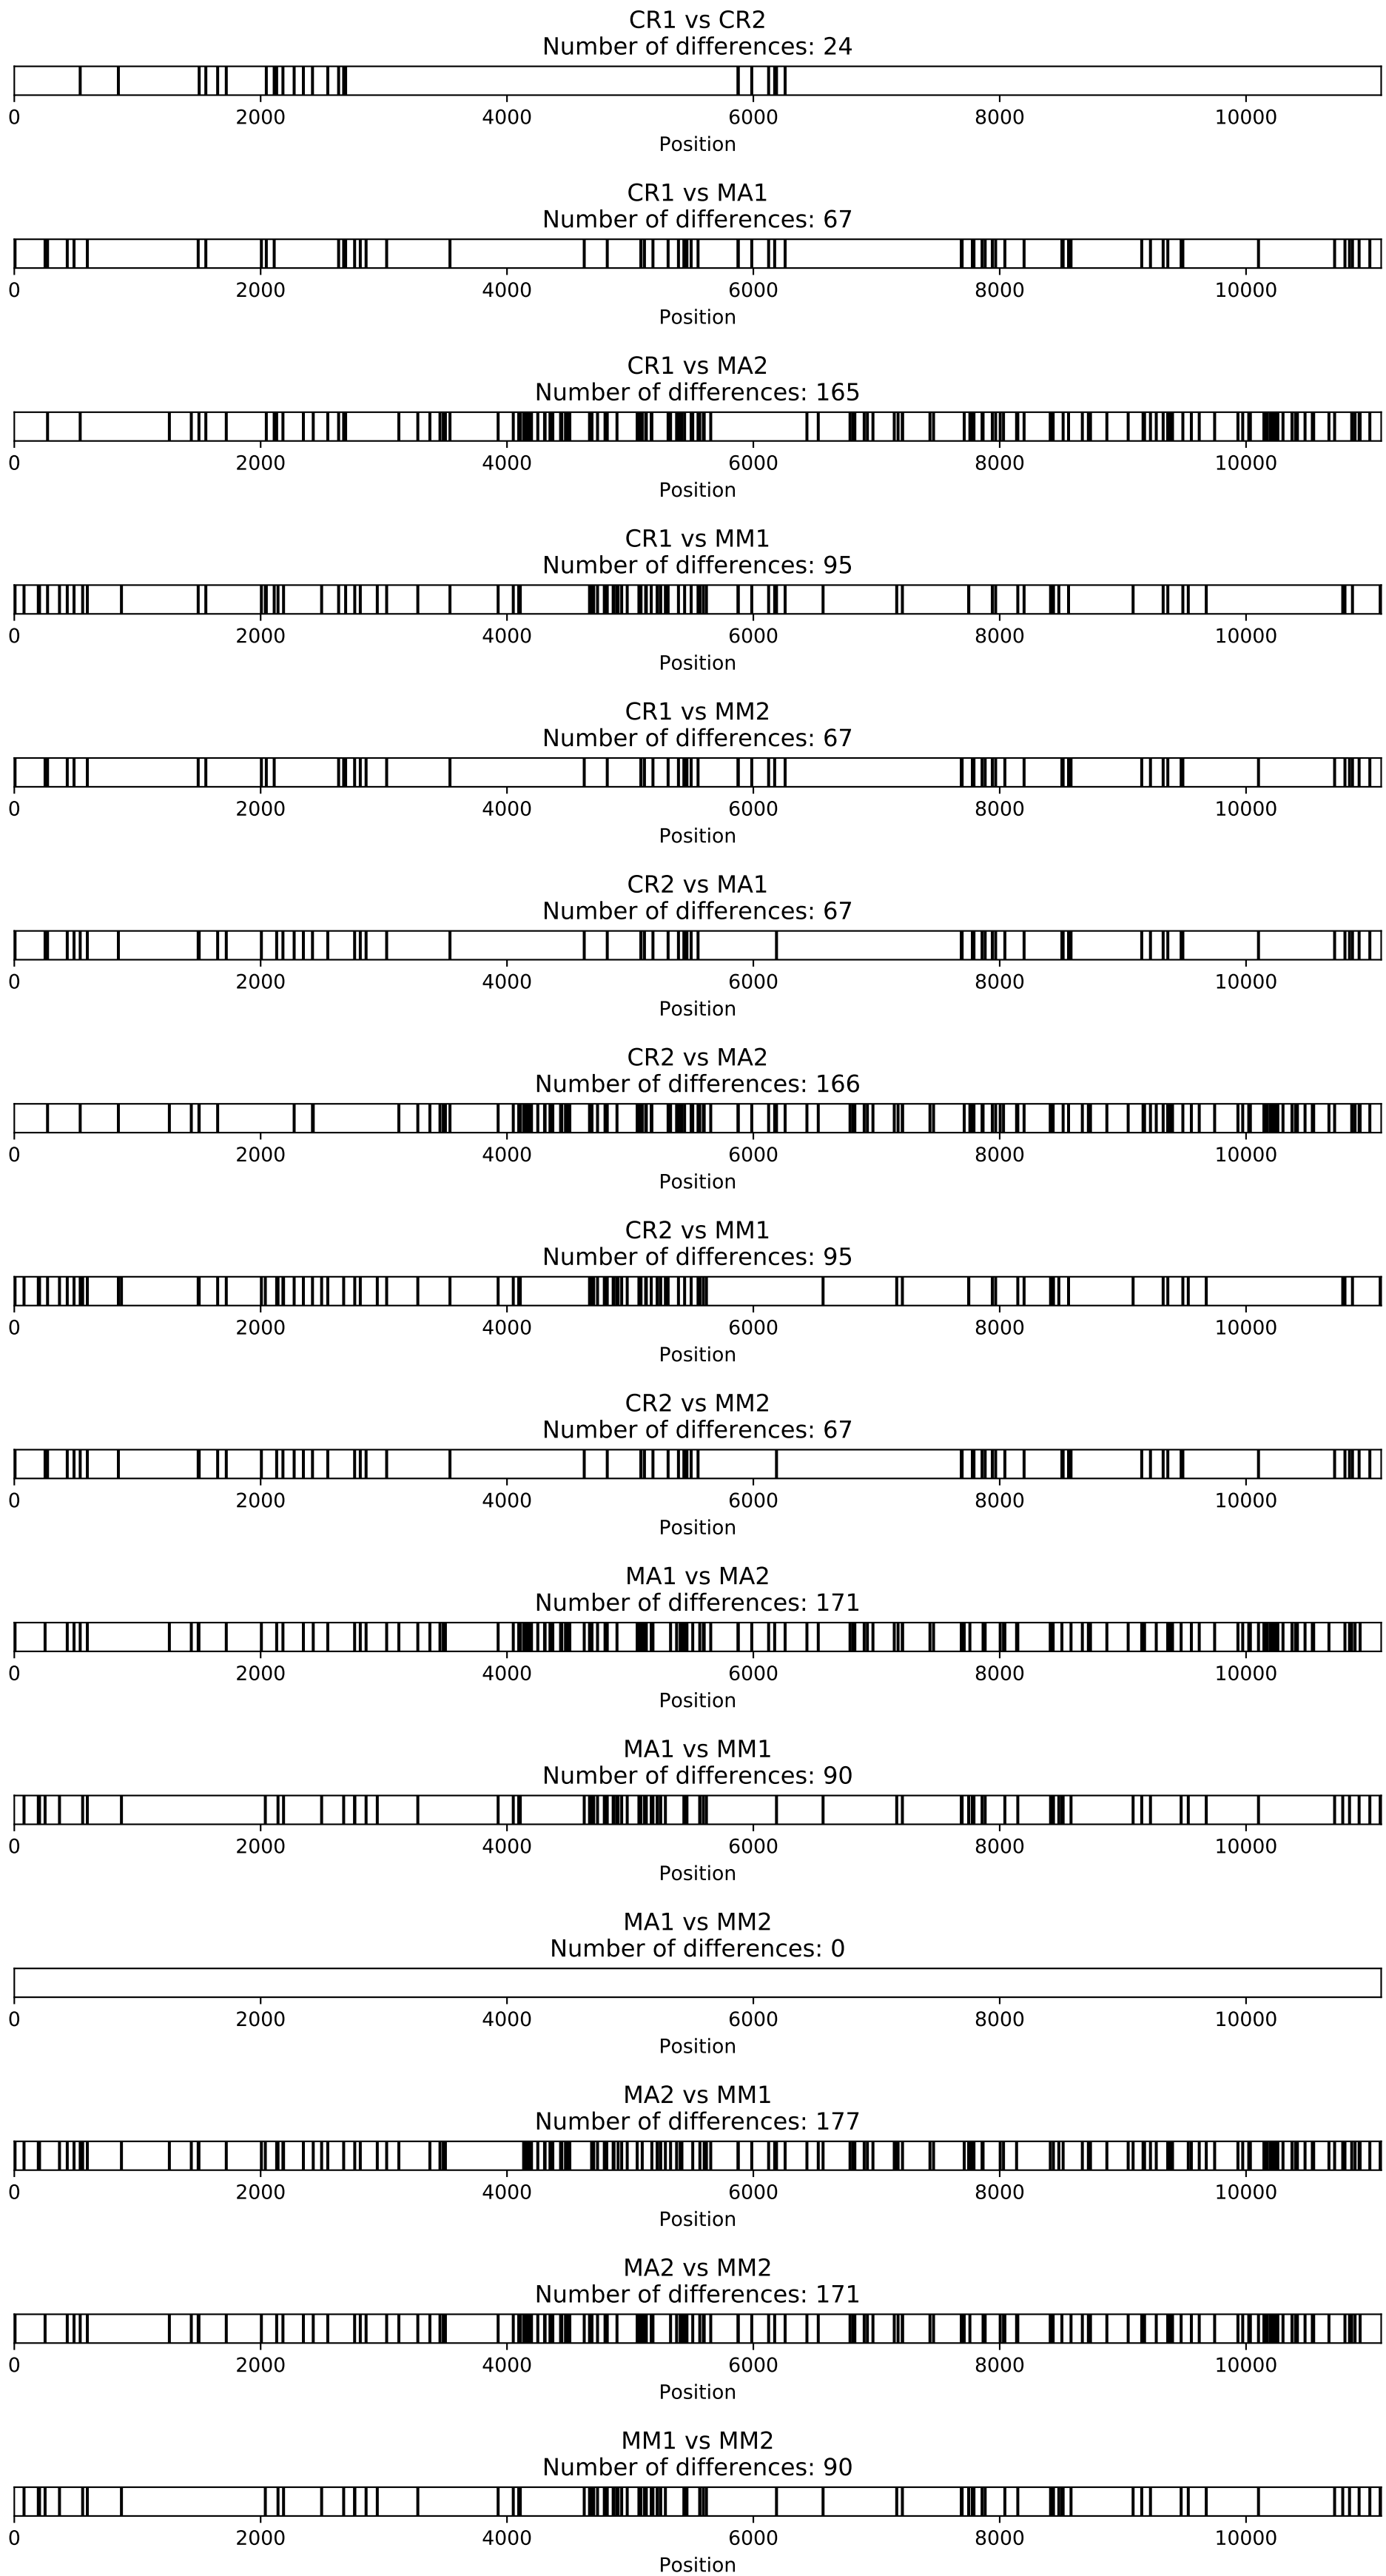 CR1 vs CR2
Number of differences: 24
0 2000 4000 6000 8000 10000
Position
CR1 vs MA1
Number of differences: 67
0 2000 4000 6000 8000 10000
Position
CR1 vs MA2
Number of differences: 165
0 2000 4000 6000 8000 10000
Position
CR1 vs MM1
Number of differences: 95
0 2000 4000 6000 8000 10000
Position
CR1 vs MM2
Number of differences: 67
0 2000 4000 6000 8000 10000
Position
CR2 vs MA1
Number of differences: 67
0 2000 4000 6000 8000 10000
Position
CR2 vs MA2
Number of differences: 166
0 2000 4000 6000 8000 10000
Position
CR2 vs MM1
Number of differences: 95
0 2000 4000 6000 8000 10000
Position
CR2 vs MM2
Number of differences: 67
0 2000 4000 6000 8000 10000
Position
MA1 vs MA2
Number of differences: 171
0 2000 4000 6000 8000 10000
Position
MA1 vs MM1
Number of differences: 90
0 2000 4000 6000 8000 10000
Position
MA1 vs MM2
Number of differences: 0
0 2000 4000 6000 8000 10000
Position
MA2 vs MM1
Number of differences: 177
0 2000 4000 6000 8000 10000
Position
MA2 vs MM2
Number of differences: 171
0 2000 4000 6000 8000 10000
Position
MM1 vs MM2
Number of differences: 90
0 2000 4000 6000 8000 10000
Position